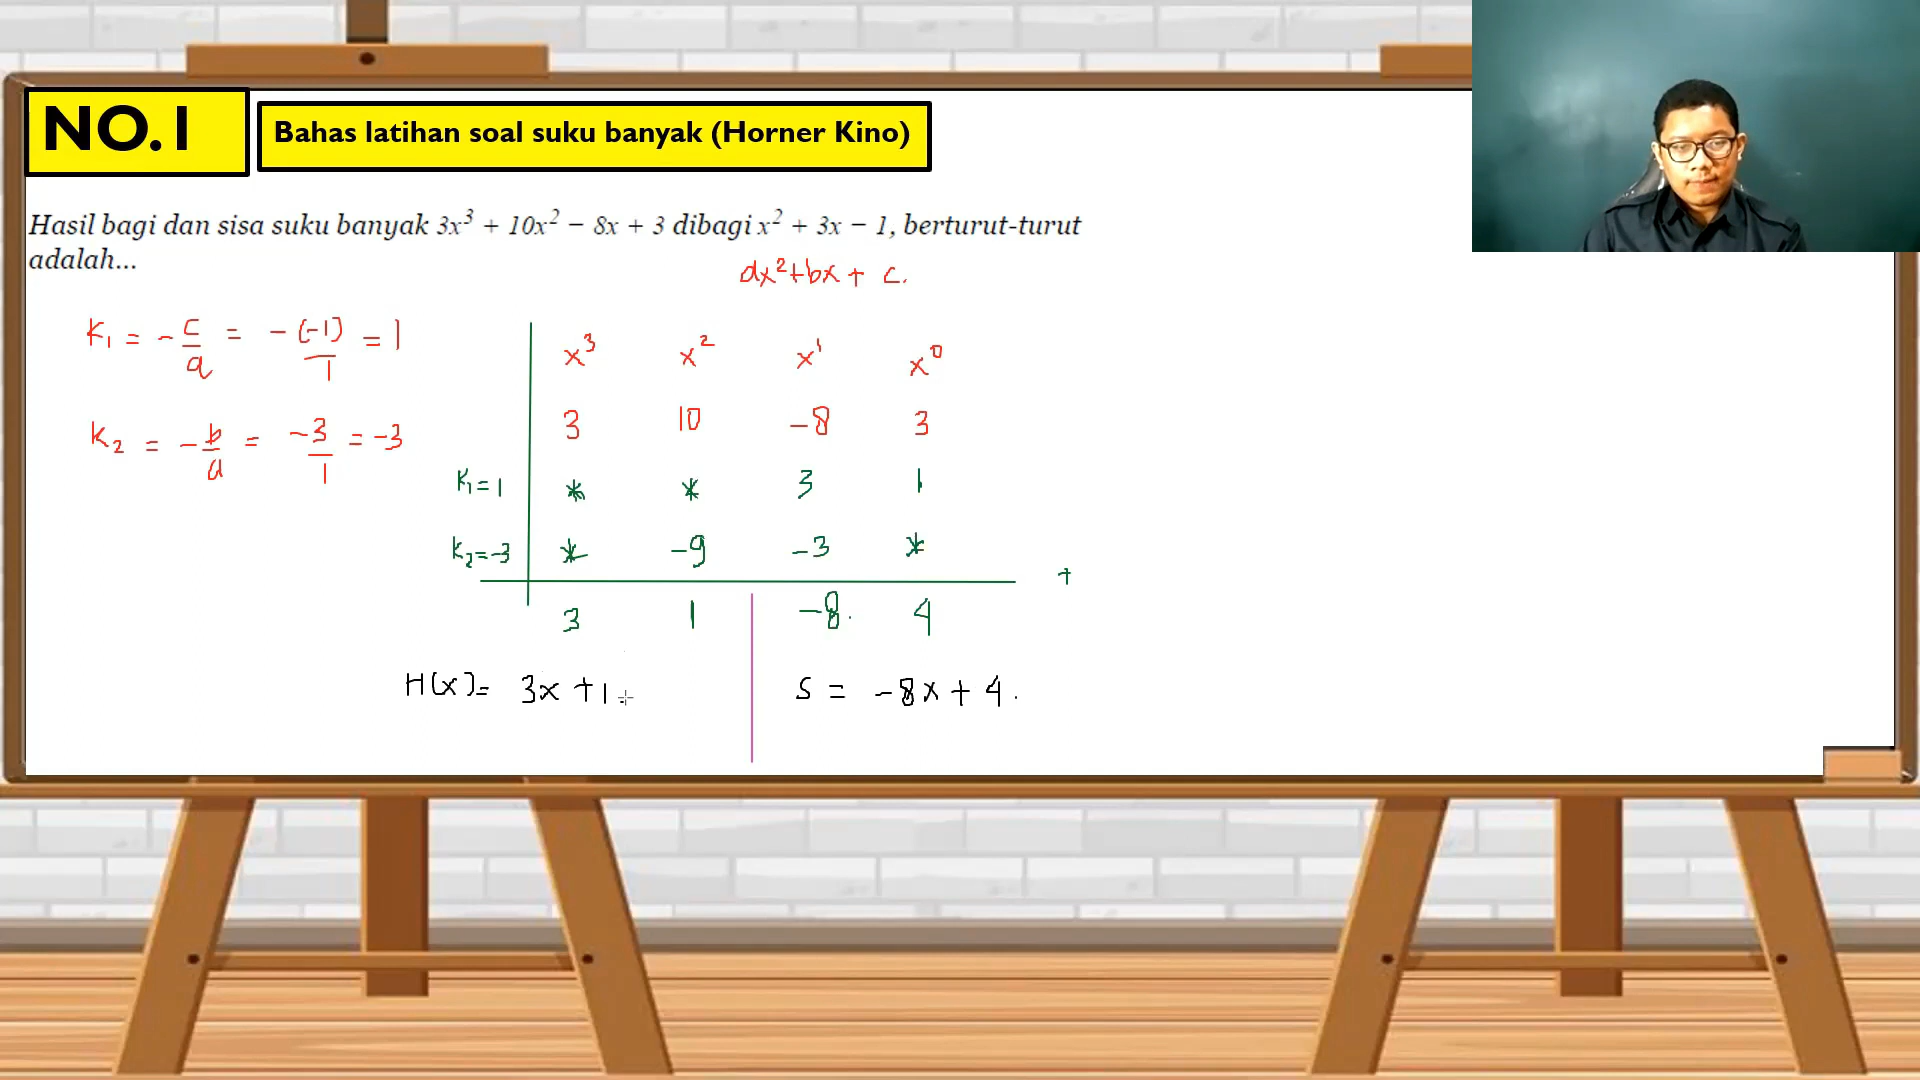 NO.1
Bahas latihan soal suku banyak (Horner Kino)
Hasil bagi dan sisa suku banyak 3x³ + 10x² − 8x + 3 dibagi x² + 3x − 1, berturut-turut
adalah...
ax²+bx + c.
K₁ = -c/a = -(-1)/1 = 1
K₂ = -b/a = -3/1 = -3
x³ x² x¹ x⁰
3 10 -8 3
K₁=1 * * 3 1
K₂=-3 * -9 -3 *
+
3 1 -8. 4
H(x)= 3x +1
S = -8x + 4.